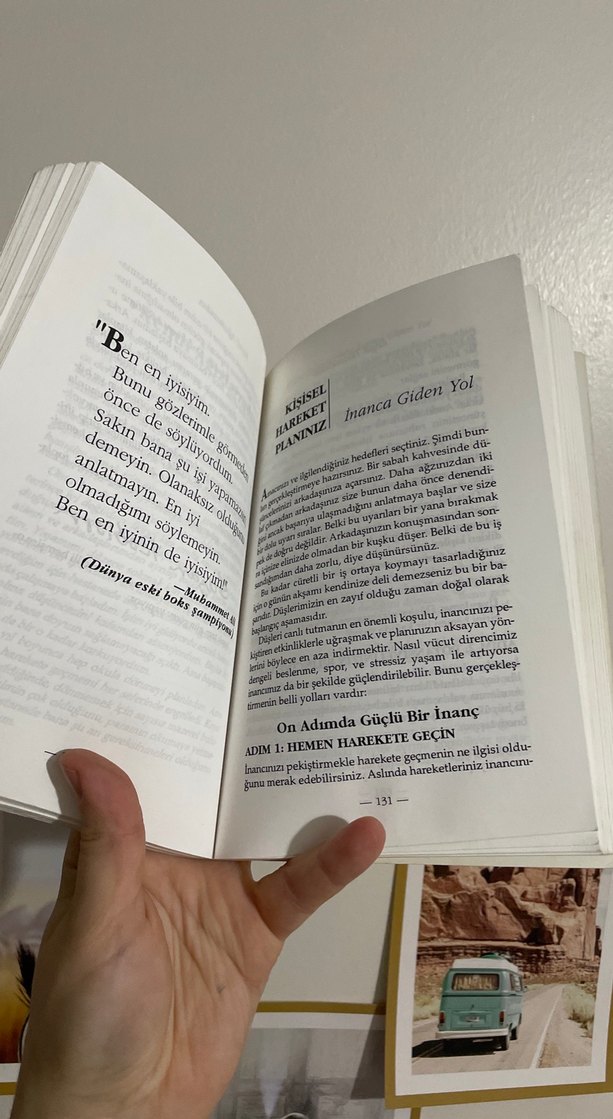 "Ben en iyisiyim.
Bunu gözlerimle görmeden
önce de söylüyordum.
Sakın bana şu işi yapamazsın
demeyin. Olanaksız olduğunu
anlatmayın. En iyi
olmadığımı söylemeyin.
Ben en iyinin de iyisiyim!"
—Muhammet Ali
(Dünya eski boks şampiyonu)
KİŞİSEL
HAREKET
PLANINIZ
İnanca Giden Yol
Amacınızı ve ilgilendiğiniz hedefleri seçtiniz. Şimdi bun-
ları gerçekleştirmeye hazırsınız. Bir sabah kahvesinde dü-
şüncelerinizi arkadaşınıza açarsınız. Daha ağzınızdan iki
çıkmadan arkadaşınız size bunun daha önce denendi-
ğini ancak başarıya ulaşmadığını anlatmaya başlar ve size
bir dolu uyarı sıralar. Belki bu uyarıları bir yana bırakmak
pek de doğru değildir. Arkadaşınızın konuşmasından son-
ra içinize elinizde olmadan bir kuşku düşer. Belki de bu iş
sandığımdan daha zorlu, diye düşünürsünüz.
Bu kadar cüretli bir iş ortaya koymayı tasarladığınız
için o günün akşamı kendinize deli demezseniz bu bir ba-
şarıdır. Düşlerimizin en zayıf olduğu zaman doğal olarak
başlangıç aşamasıdır.
Düşleri canlı tutmanın en önemli koşulu, inancınızı pe-
kiştiren etkinliklerle uğraşmak ve planınızın aksayan yön-
lerini böylece en aza indirmektir. Nasıl vücut direncimiz
dengeli beslenme, spor, ve stressiz yaşam ile artıyorsa
inancınız da bir şekilde güçlendirilebilir. Bunu gerçekleş-
tirmenin belli yolları vardır:
On Adımda Güçlü Bir İnanç
ADIM 1: HEMEN HAREKETE GEÇİN
İnancınızı pekiştirmekle harekete geçmenin ne ilgisi oldu-
ğunu merak edebilirsiniz. Aslında hareketleriniz inancını-
— 131 —